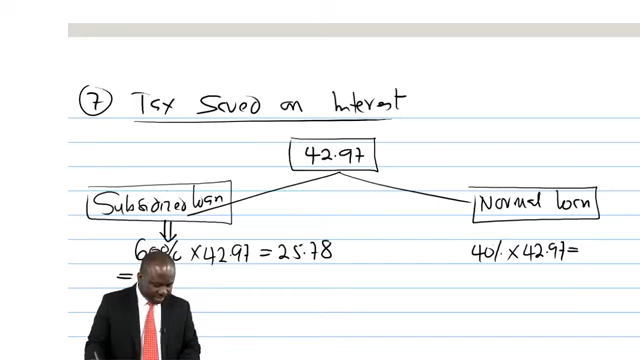 ⑦ Tax Saved on Interest
42.97
Subsidized loan
Normal loan
60% × 42.97 = 25.78
40% × 42.97 =
=